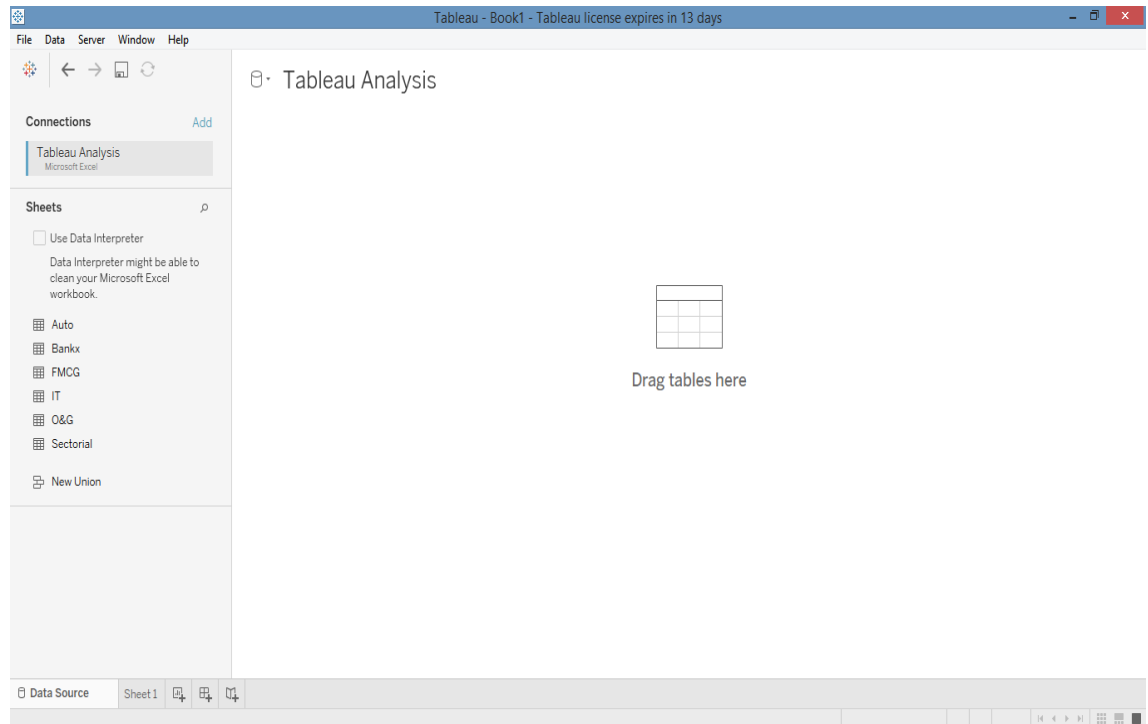 Tableau - Book1 - Tableau license expires in 13 days
File Data Server Window Help
Tableau Analysis
Connections Add
Tableau Analysis
Microsoft Excel
Sheets
Use Data Interpreter
Data Interpreter might be able to
clean your Microsoft Excel
workbook.
Auto
Bankx
FMCG
IT
O&G
Sectorial
New Union
Drag tables here
Data Source Sheet 1